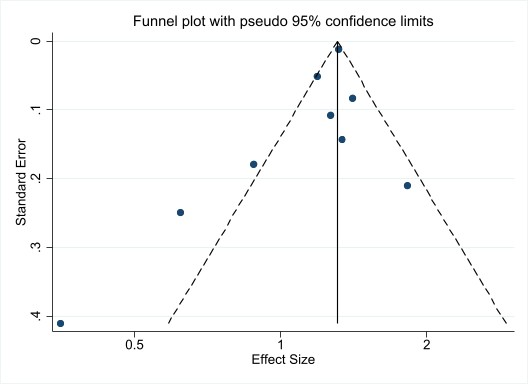 Funnel plot with pseudo 95% confidence limits
0
.1
.2
.3
.4
Standard Error
0.5 1 2
Effect Size